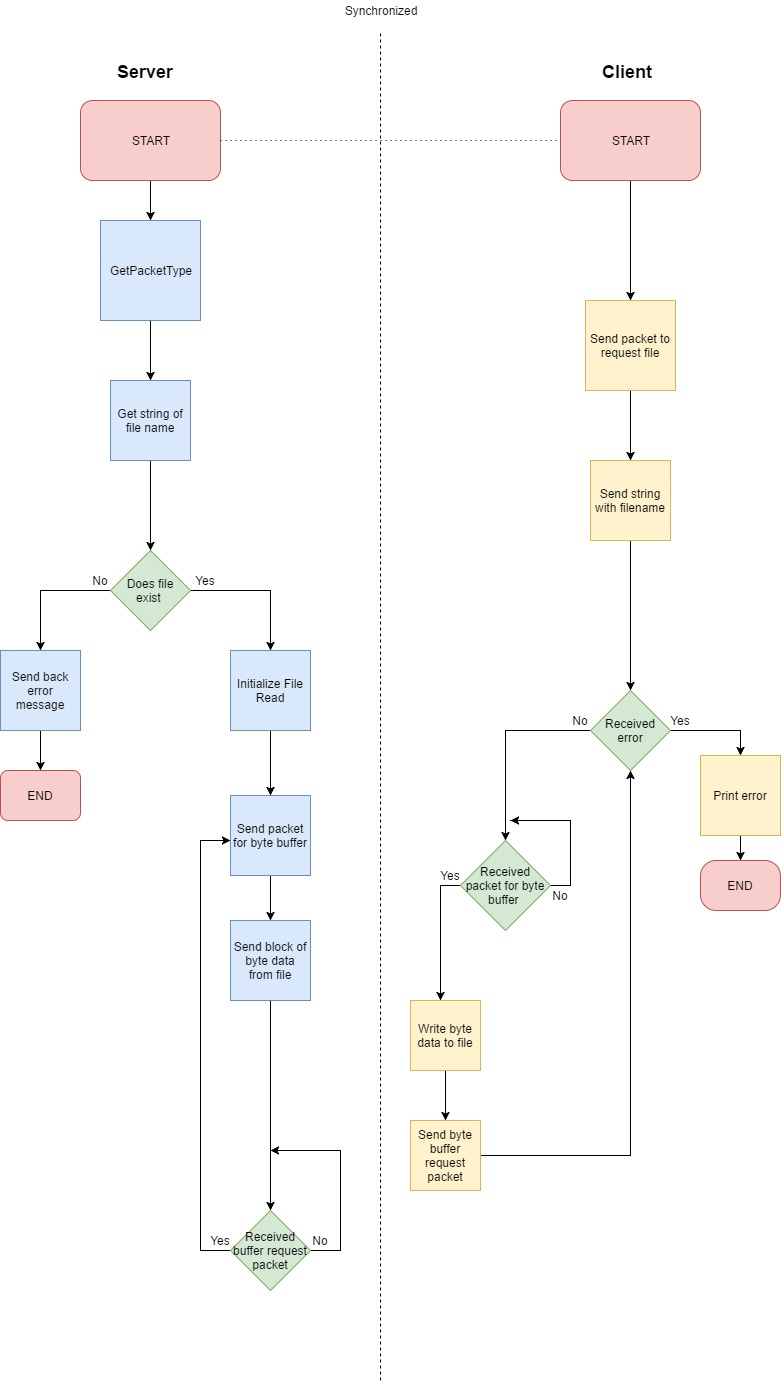 Synchronized
Server
Client
START
START
GetPacketType
Send packet to
request file
Get string of
file name
Send string
with filename
No
Does file
exist
Yes
Send back
error
message
Initialize File
Read
No
Received
error
Yes
END
Send packet
for byte buffer
Print error
Yes
Received
packet for byte
buffer
No
END
Send block of
byte data
from file
Write byte
data to file
Send byte
buffer
request
packet
Yes
Received
buffer request
packet
No